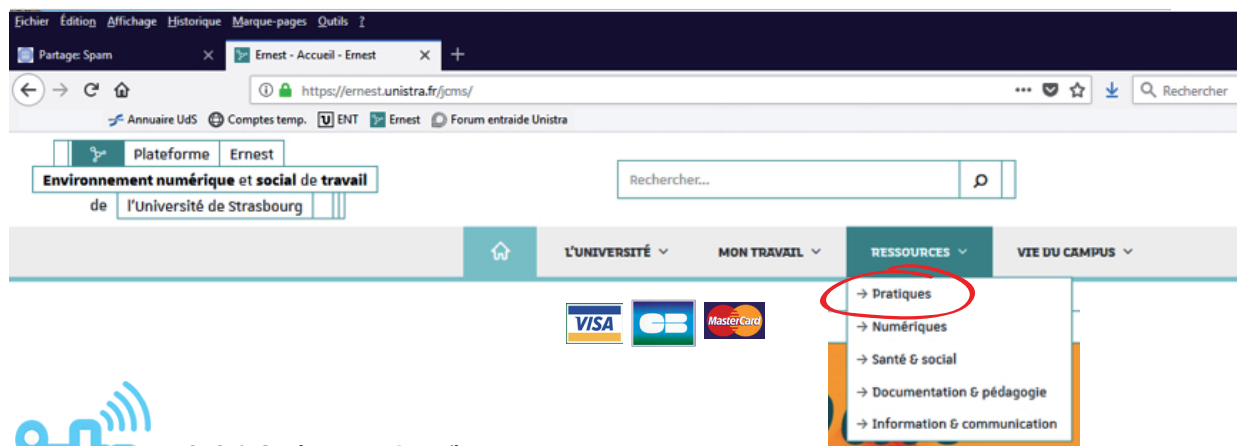 Fichier Édition Affichage Historique Marque-pages Outils ?
Partage: Spam
Ernest - Accueil - Ernest
https://ernest.unistra.fr/jcms/
Rechercher
Annuaire UdS Comptes temp. ENT Ernest Forum entraide Unistra
Plateforme Ernest
Environnement numérique et social de travail
de l'Université de Strasbourg
Rechercher...
L'UNIVERSITÉ MON TRAVAIL RESSOURCES VIE DU CAMPUS
→ Pratiques
→ Numériques
→ Santé & social
→ Documentation & pédagogie
→ Information & communication
VISA CB MasterCard